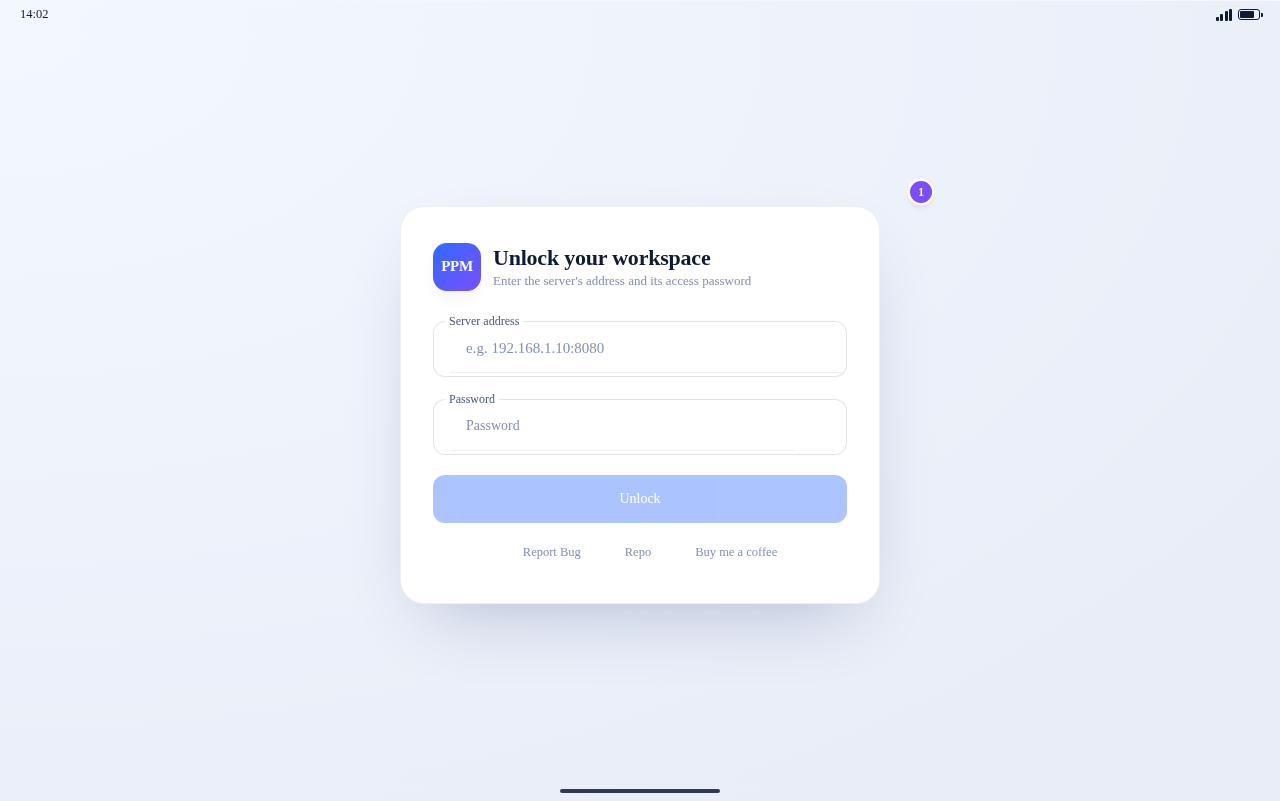 14:02
1
PPM
Unlock your workspace
Enter the server's address and its access password
Server address
e.g. 192.168.1.10:8080
Password
Password
Unlock
Report Bug Repo Buy me a coffee